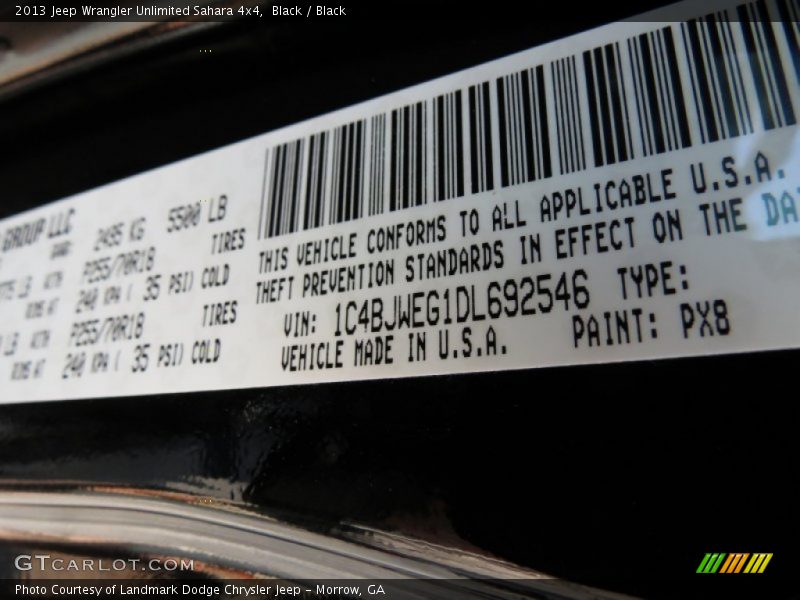 2013 Jeep Wrangler Unlimited Sahara 4x4, Black / Black
GROUP LLC
2495 KG 5500 LB
P255/70R18 TIRES
240 KPA ( 35 PSI) COLD
P255/70R18 TIRES
240 KPA ( 35 PSI) COLD
THIS VEHICLE CONFORMS TO ALL APPLICABLE U.S.A.
THEFT PREVENTION STANDARDS IN EFFECT ON THE
VIN: 1C4BJWEG1DL692546 TYPE:
VEHICLE MADE IN U.S.A. PAINT: PX8
GTCARLOT.COM
Photo Courtesy of Landmark Dodge Chrysler Jeep - Morrow, GA